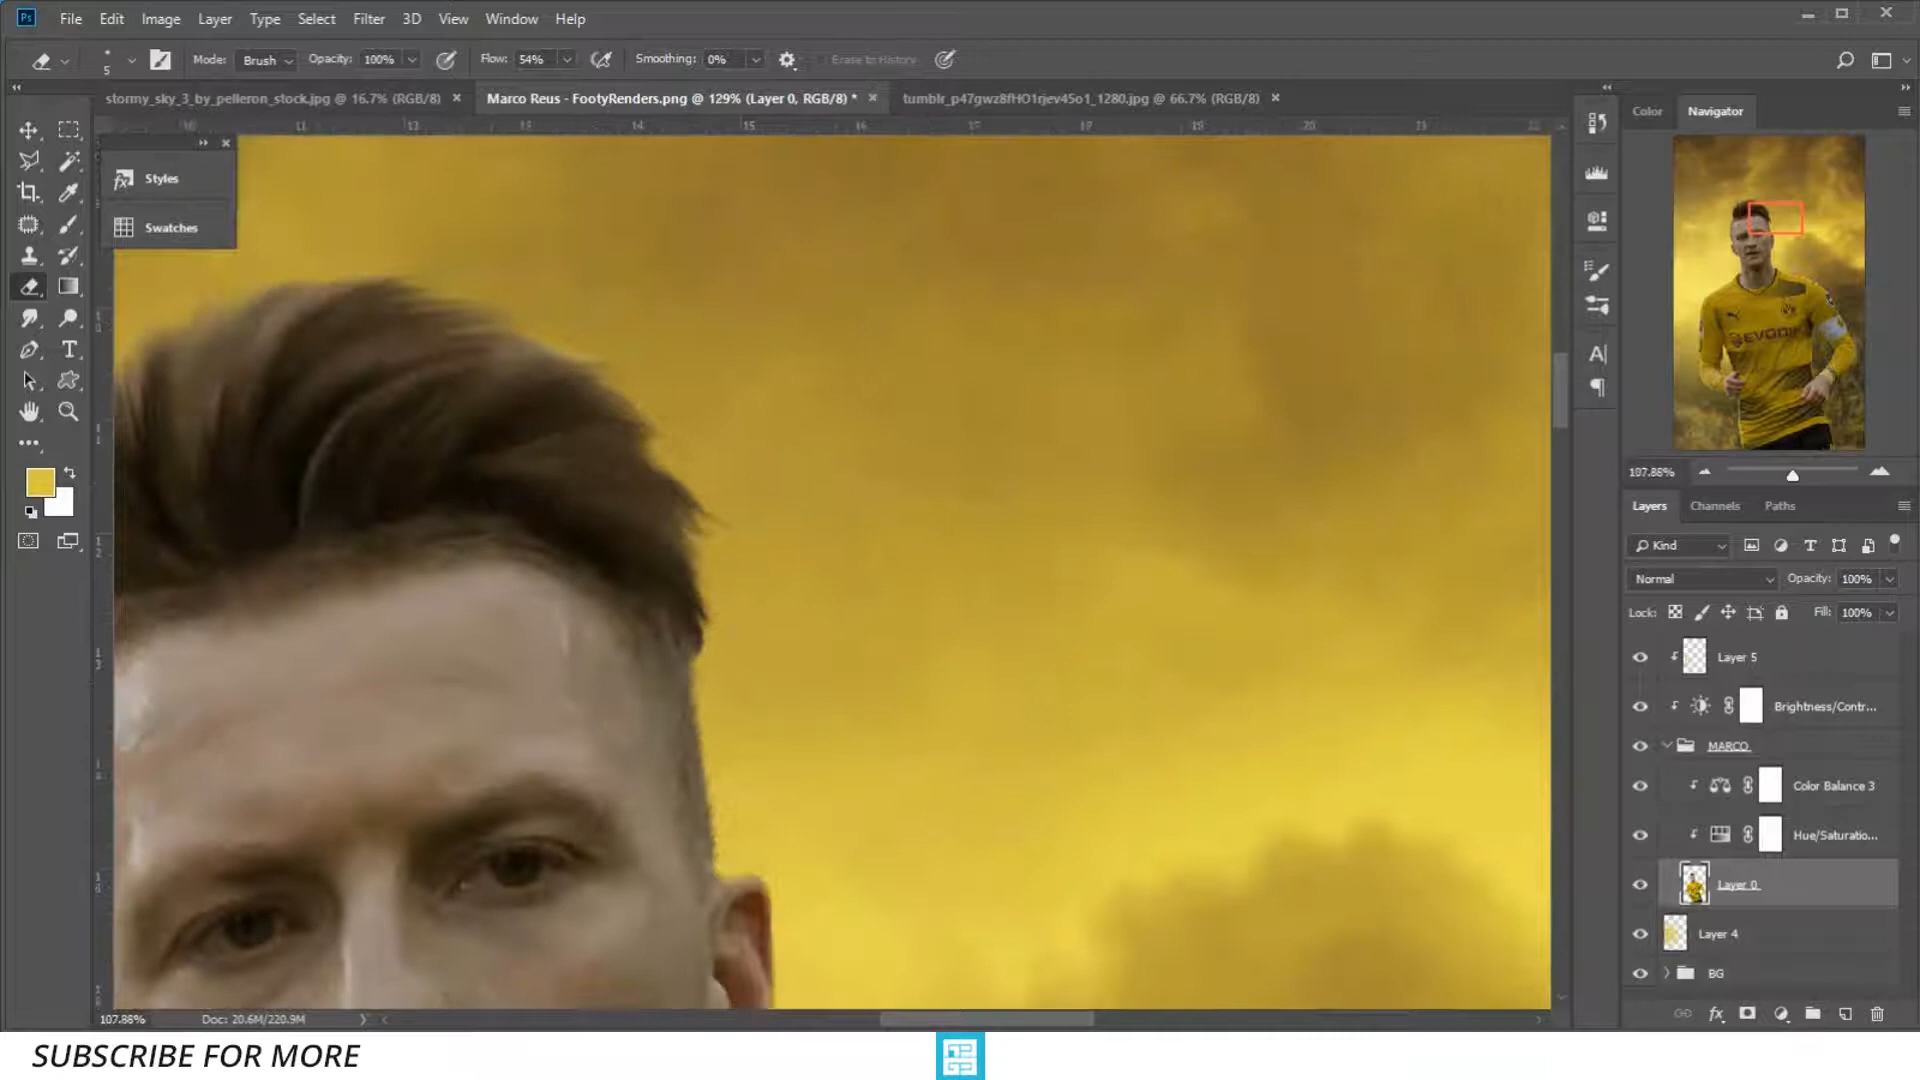 Ps File Edit Image Layer Type Select Filter 3D View Window Help
5 Mode: Brush Opacity: 100% Flow: 54% Smoothing: 0% Erase to History
stormy_sky_3_by_pelleron_stock.jpg @ 16.7% (RGB/8) Marco Reus - FootyRenders.png @ 129% (Layer 0, RGB/8) * tumblr_p47gwz8fHO1rjev45o1_1280.jpg @ 66.7% (RGB/8)
Color Navigator
Styles
Swatches
107.88%
Layers Channels Paths
Kind
Normal Opacity: 100%
Lock: Fill: 100%
Layer 5
Brightness/Contr...
MARCO
Color Balance 3
Hue/Saturatio...
Layer 0
Layer 4
BG
107.88% Doc: 20.6M/220.9M
SUBSCRIBE FOR MORE